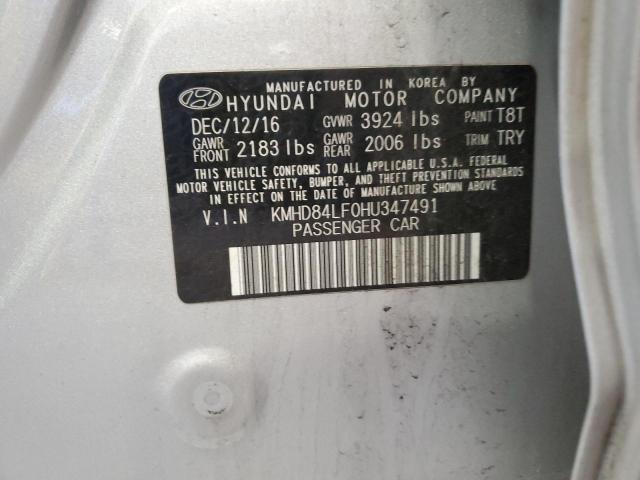 MANUFACTURED IN KOREA BY
HYUNDAI MOTOR COMPANY
DEC/12/16 GVWR 3924 lbs PAINT T8T
GAWR FRONT 2183 lbs GAWR REAR 2006 lbs TRIM TRY
THIS VEHICLE CONFORMS TO ALL APPLICABLE U.S.A. FEDERAL
MOTOR VEHICLE SAFETY, BUMPER, AND THEFT PREVENTION STANDARDS
IN EFFECT ON THE DATE OF MANUFACTURE SHOWN ABOVE.
V.I.N KMHD84LF0HU347491
PASSENGER CAR